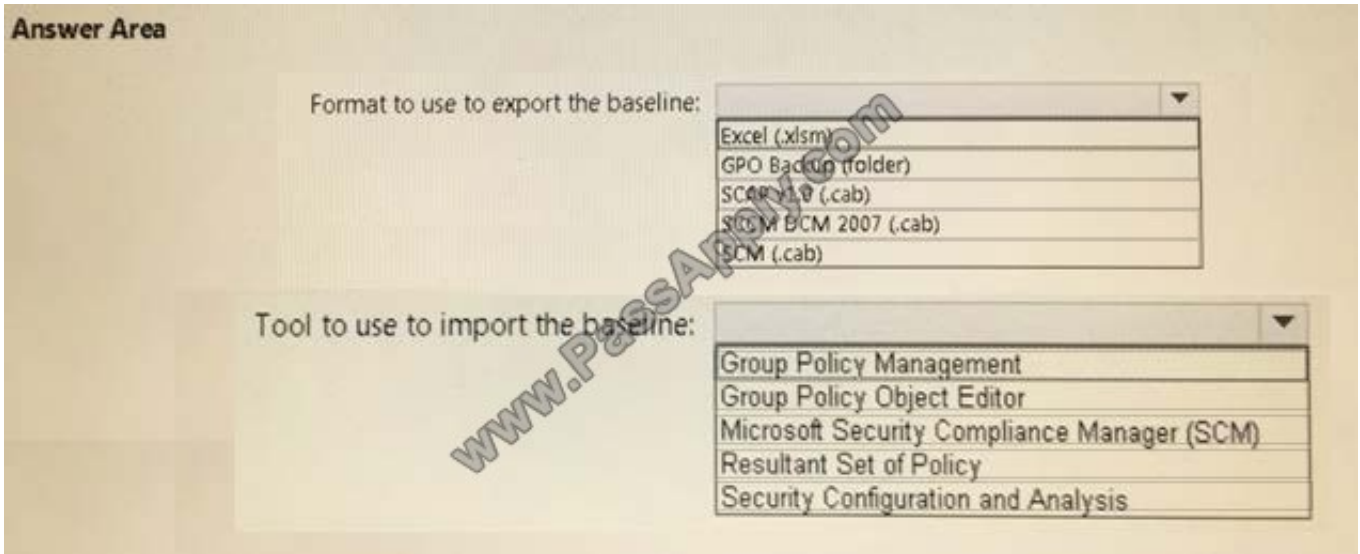 Answer Area
Format to use to export the baseline:
Excel (.xlsm)
GPO Backup (folder)
SCAP v1.0 (.cab)
SCCM DCM 2007 (.cab)
SCM (.cab)
Tool to use to import the baseline:
Group Policy Management
Group Policy Object Editor
Microsoft Security Compliance Manager (SCM)
Resultant Set of Policy
Security Configuration and Analysis
www.PassApply.com